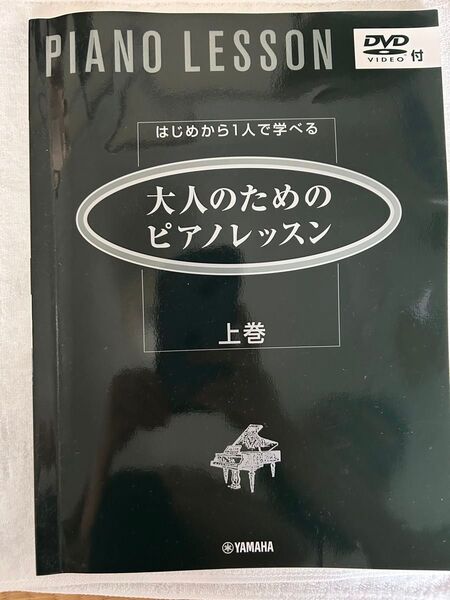 PIANO LESSON
DVD
VIDEO
付
はじめから1人で学べる
大人のための
ピアノレッスン
上巻
YAMAHA